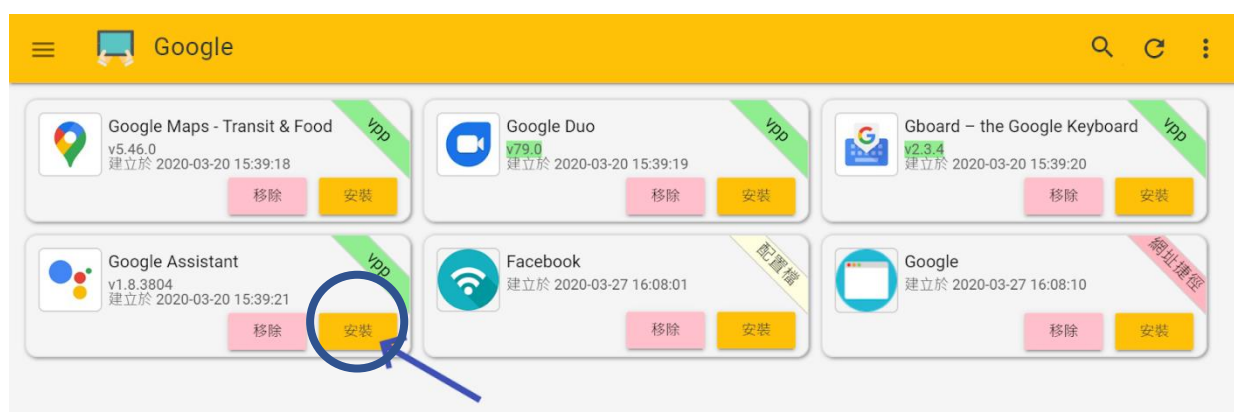 Google
Google Maps - Transit & Food
vpp
v5.46.0
建立於 2020-03-20 15:39:18
移除
安裝
Google Duo
vpp
v79.0
建立於 2020-03-20 15:39:19
移除
安裝
Gboard – the Google Keyboard
vpp
v2.3.4
建立於 2020-03-20 15:39:20
移除
安裝
Google Assistant
vpp
v1.8.3804
建立於 2020-03-20 15:39:21
移除
安裝
Facebook
配置檔
建立於 2020-03-27 16:08:01
移除
安裝
Google
網址捷徑
建立於 2020-03-27 16:08:10
移除
安裝